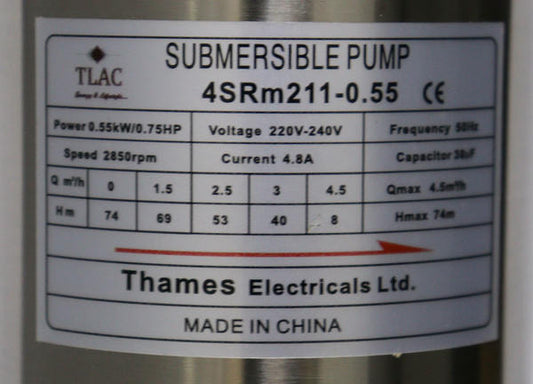 SUBMERSIBLE PUMP
TLAC
4SRm211-0.55 CE
Power 0.55kW/0.75HP Voltage 220V-240V Frequency 50Hz
Speed 2850rpm Current 4.8A Capacitor 30uF
Q m³/h 0 1.5 2.5 3 4.5 Qmax 4.5m³/h
H m 74 69 53 40 8 Hmax 74m
Thames Electricals Ltd.
MADE IN CHINA